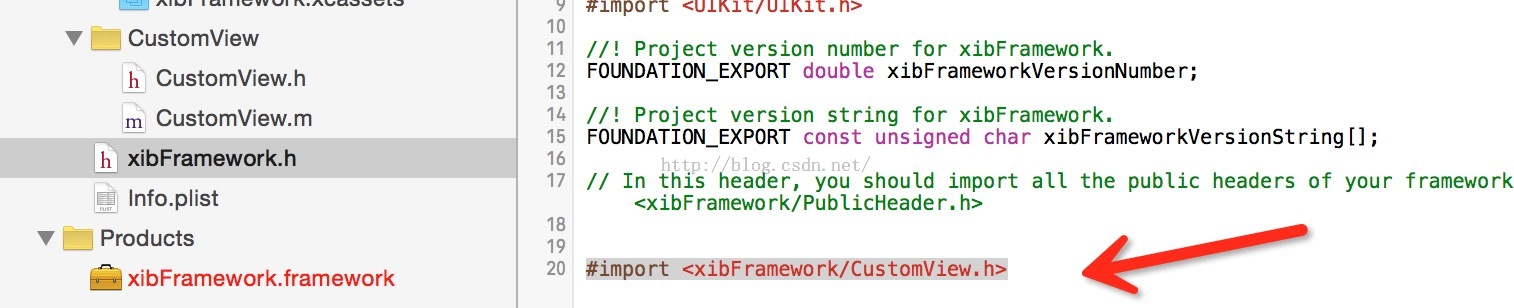 xibFramework.xcassets
CustomView
CustomView.h
CustomView.m
xibFramework.h
Info.plist
Products
xibFramework.framework
9 #import <UIKit/UIKit.h>
10
11 //! Project version number for xibFramework.
12 FOUNDATION_EXPORT double xibFrameworkVersionNumber;
13
14 //! Project version string for xibFramework.
15 FOUNDATION_EXPORT const unsigned char xibFrameworkVersionString[];
16
http://blog.csdn.net/
17 // In this header, you should import all the public headers of your framework
<xibFramework/PublicHeader.h>
18
19
20 #import <xibFramework/CustomView.h>